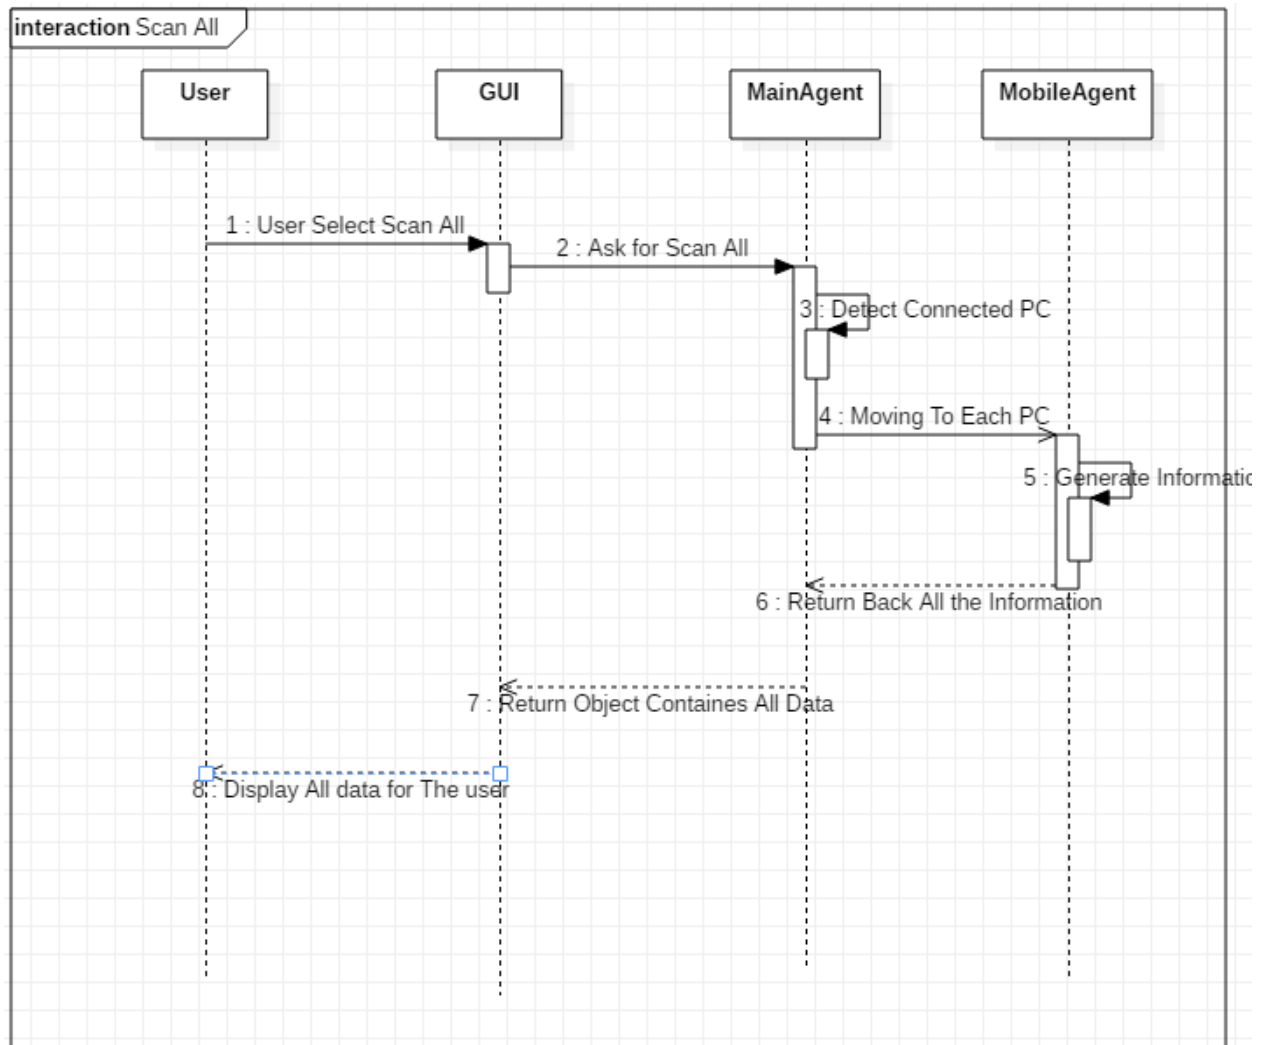 interaction Scan All
User
GUI
MainAgent
MobileAgent
1 : User Select Scan All
2 : Ask for Scan All
3 : Detect Connected PC
4 : Moving To Each PC
5 : Generate Informatic
6 : Return Back All the Information
7 : Return Object Containes All Data
8 : Display All data for The user